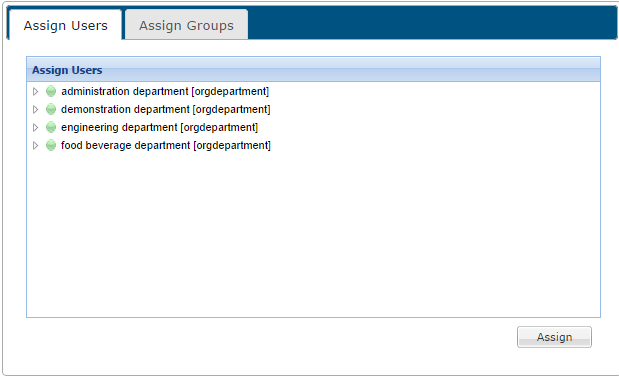 Assign Users
Assign Groups
Assign Users
administration department [orgdepartment]
demonstration department [orgdepartment]
engineering department [orgdepartment]
food beverage department [orgdepartment]
Assign